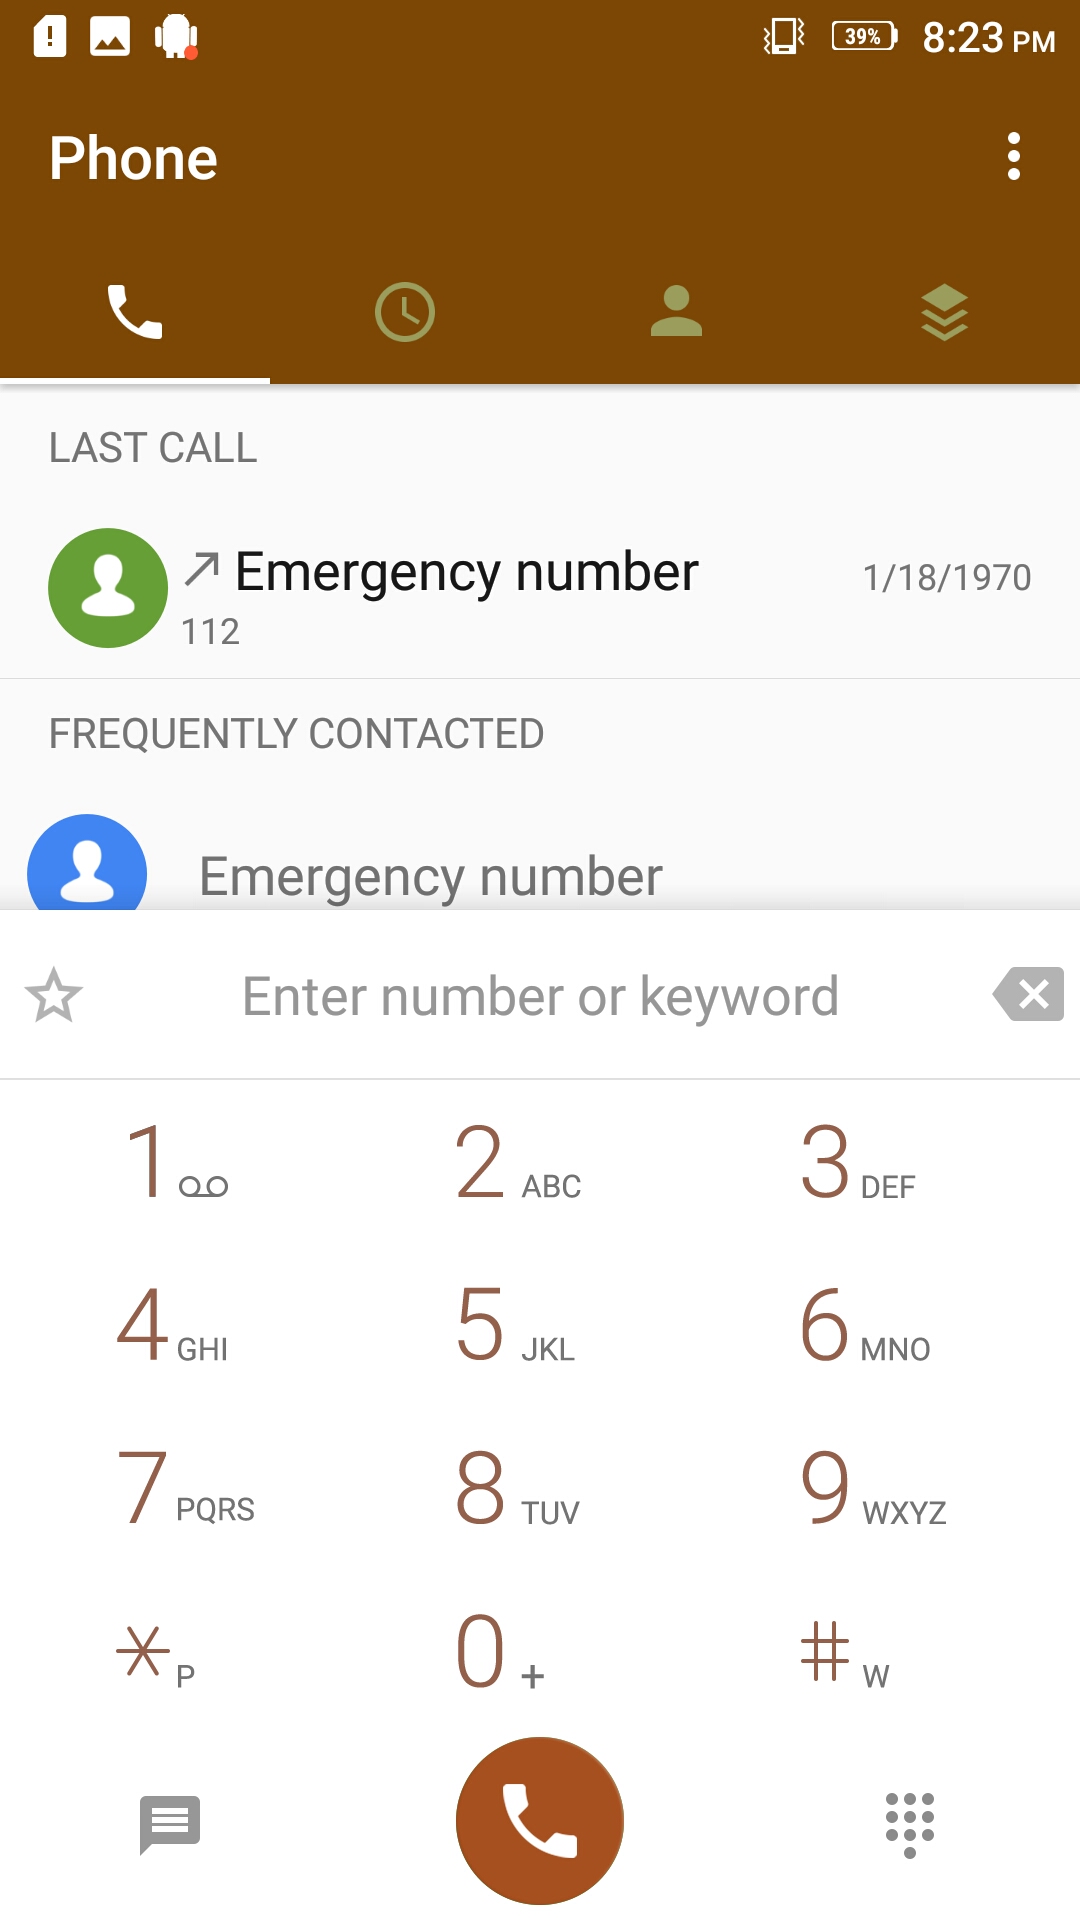 39% 8:23 PM
Phone
LAST CALL
Emergency number 1/18/1970
112
FREQUENTLY CONTACTED
Emergency number
Enter number or keyword
1 2 ABC 3 DEF
4 GHI 5 JKL 6 MNO
7 PQRS 8 TUV 9 WXYZ
* P 0 + # W